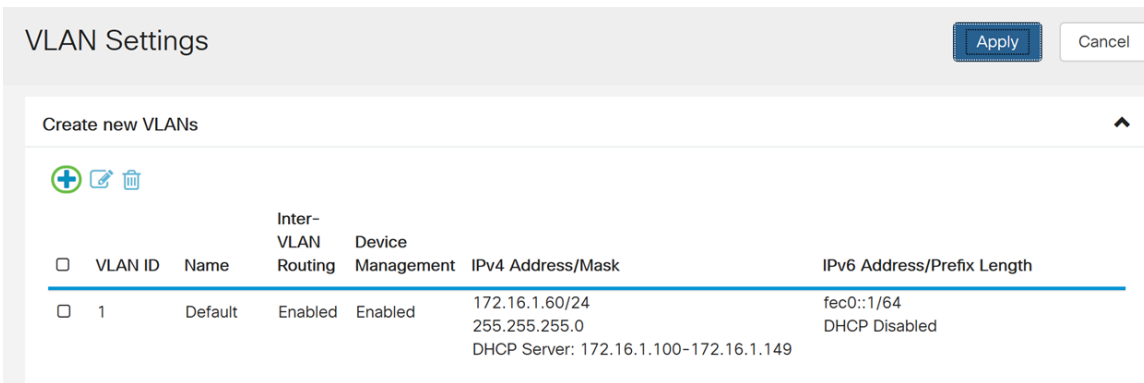 VLAN Settings
Apply
Cancel
Create new VLANs
Inter-
VLAN Device
VLAN ID Name Routing Management IPv4 Address/Mask IPv6 Address/Prefix Length
1 Default Enabled Enabled 172.16.1.60/24 fec0::1/64
255.255.255.0 DHCP Disabled
DHCP Server: 172.16.1.100-172.16.1.149